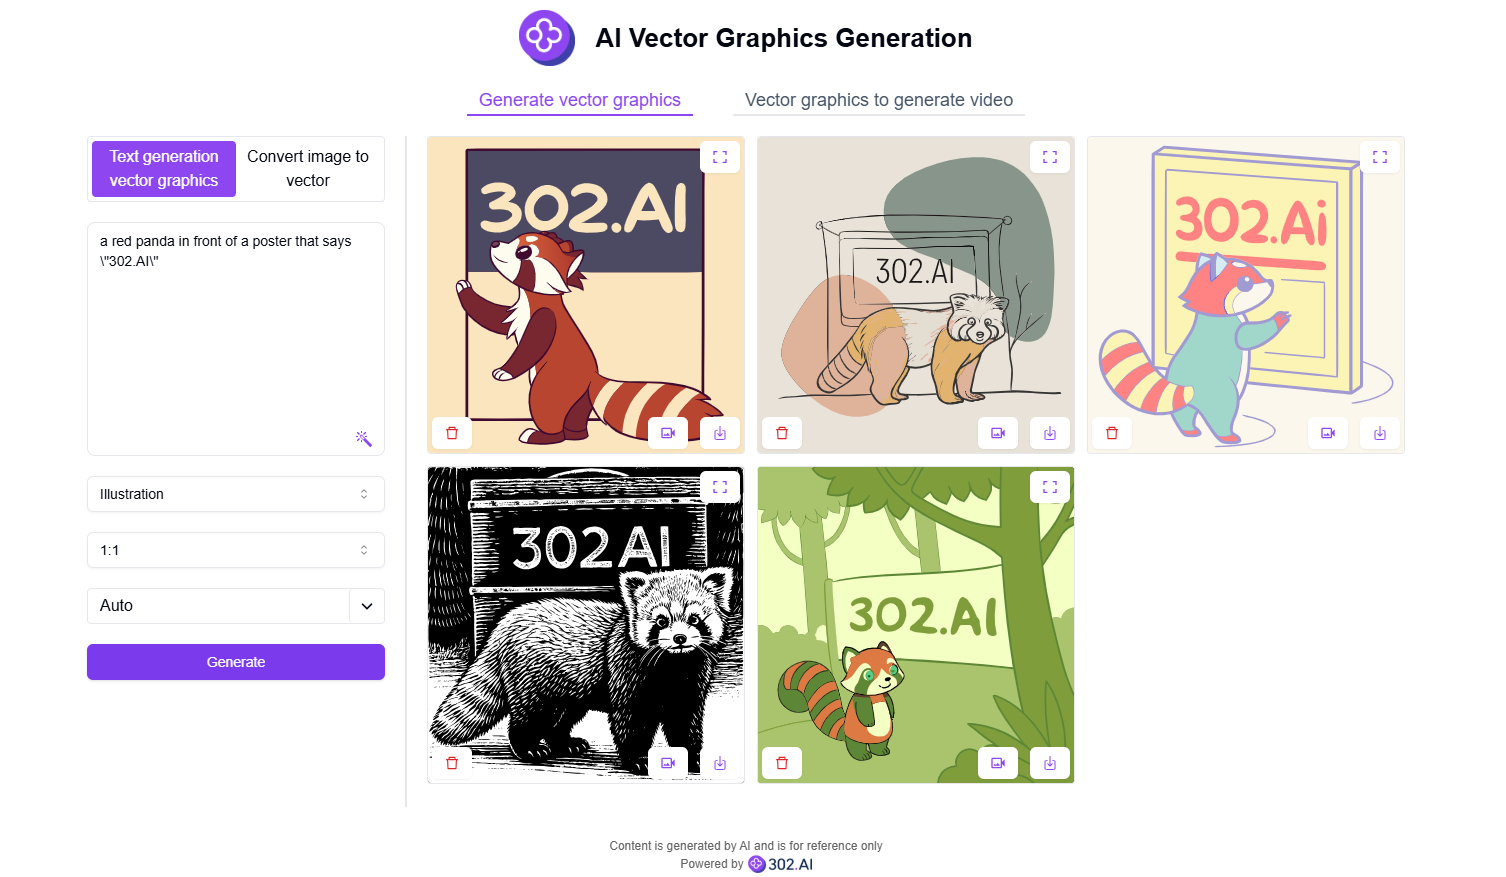 AI Vector Graphics Generation
Generate vector graphics
Vector graphics to generate video
Text generation
vector graphics
Convert image to
vector
a red panda in front of a poster that says
\"302.AI\"
Illustration
1:1
Auto
Generate
302.AI
302.AI
302.Ai
302AI
302.AI
Content is generated by AI and is for reference only
Powered by 302.AI